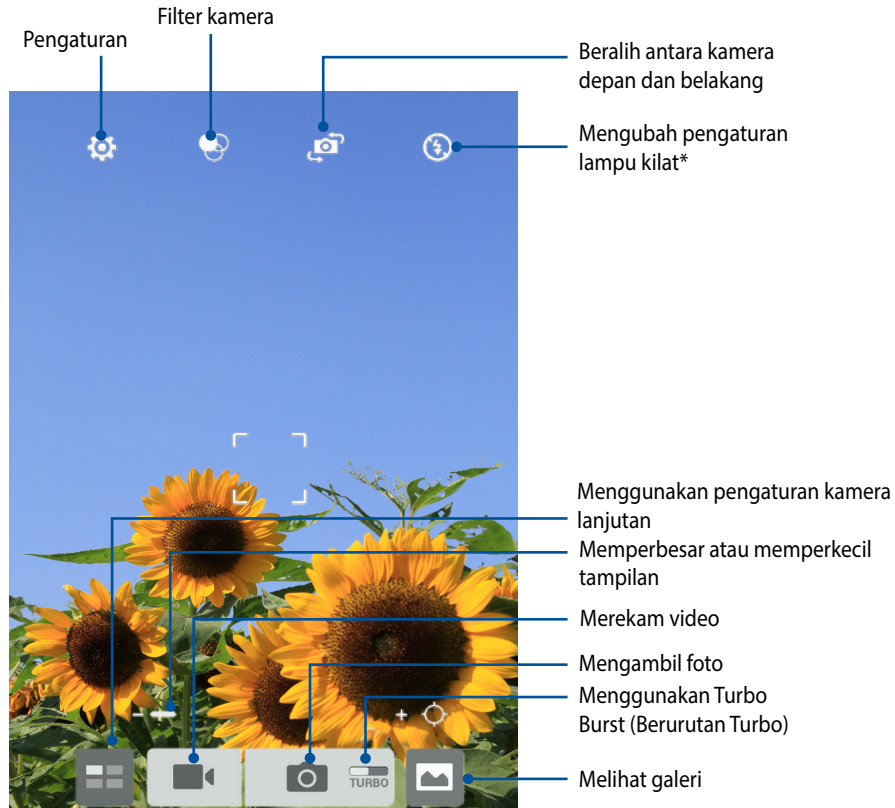 Filter kamera
Pengaturan
Beralih antara kamera
depan dan belakang
Mengubah pengaturan
lampu kilat*
Menggunakan pengaturan kamera
lanjutan
Memperbesar atau memperkecil
tampilan
Merekam video
Mengambil foto
Menggunakan Turbo
Burst (Berurutan Turbo)
TURBO
Melihat galeri